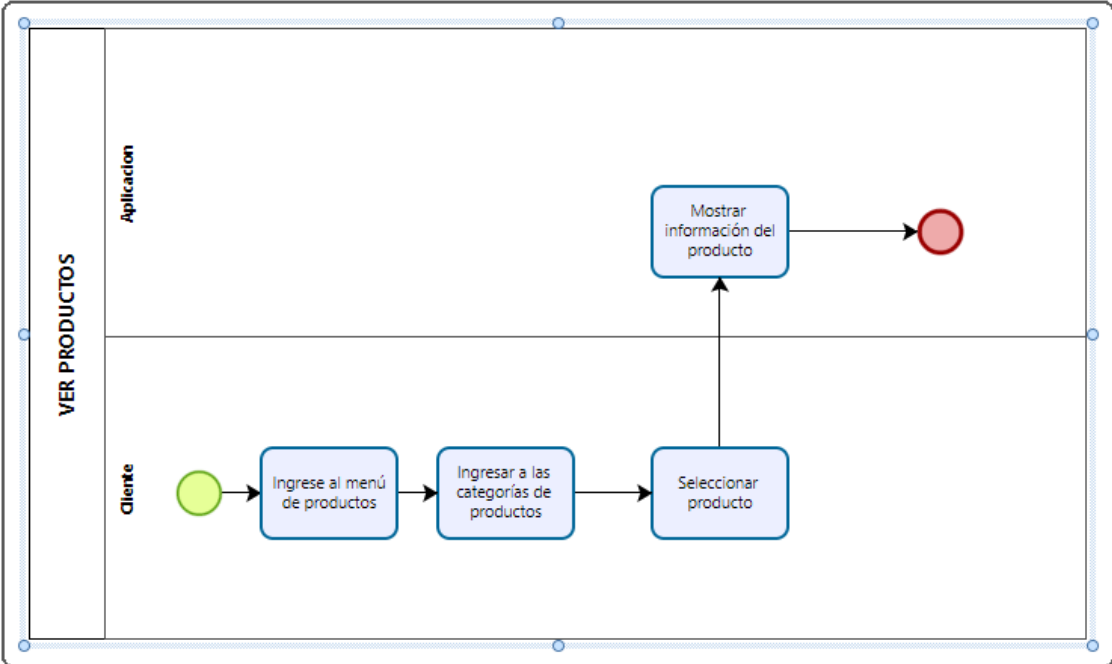 VER PRODUCTOS
Aplicacion
Mostrar
información del
producto
Cliente
Ingrese al menú
de productos
Ingresar a las
categorías de
productos
Seleccionar
producto